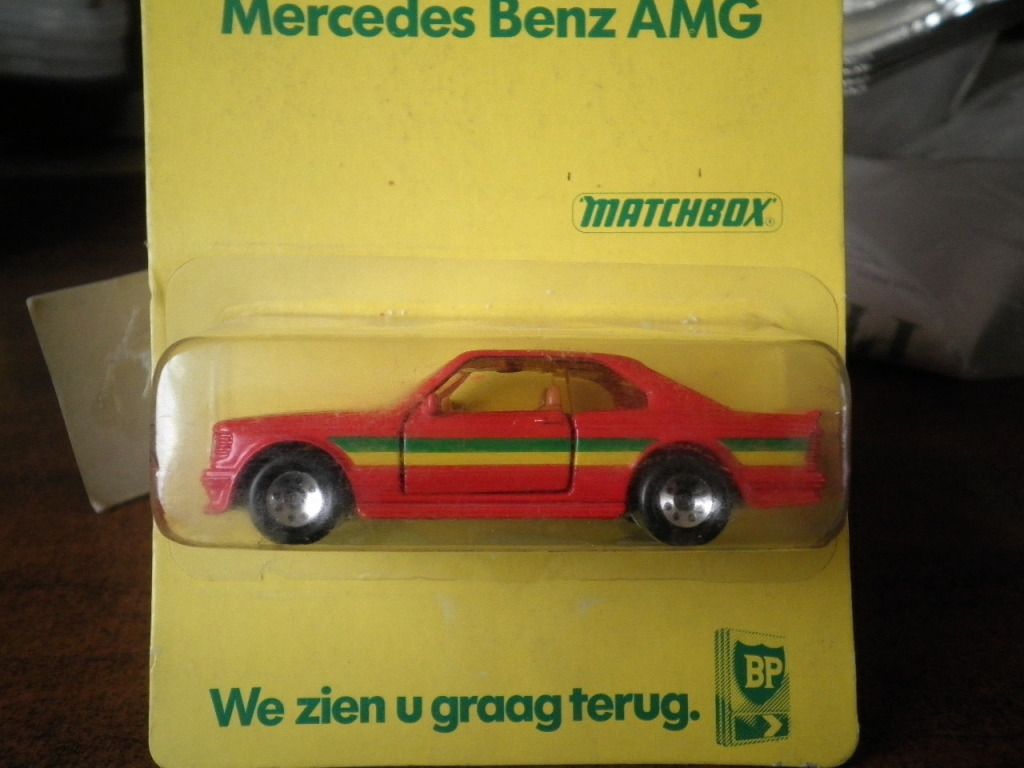 Mercedes Benz AMG
"MATCHBOX"®
We zien u graag terug.
BP